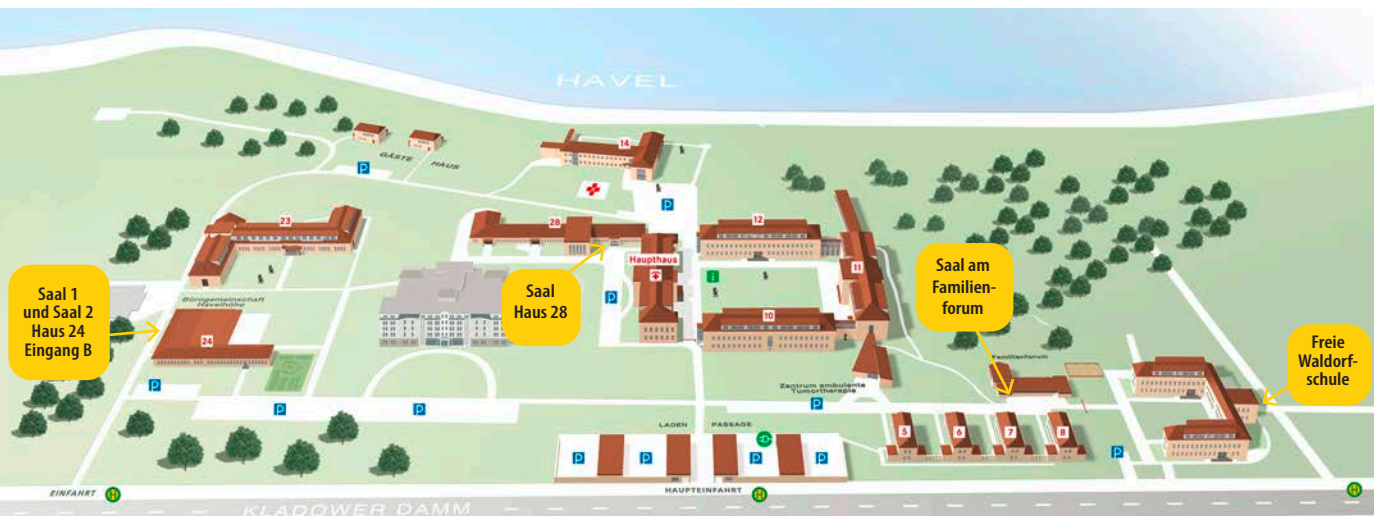 HAVEL
GÄSTE HAUS
14
P
P
23
28
12
Haupthaus
11
i
Saal 1
und Saal 2
Haus 24
Eingang B
Bürogemeinschaft
Havelhöhe
Saal
Haus 28
P
Saal am
Familien-
forum
10
24
Familienforum
Freie
Waldorf-
schule
Zentrum ambulante
Tumortherapie
P
P
P
P
LADEN PASSAGE
5
6
7
8
P
P
P
P
P
EINFAHRT H
HAUPTEINFAHRT H
H
KLADOWER DAMM